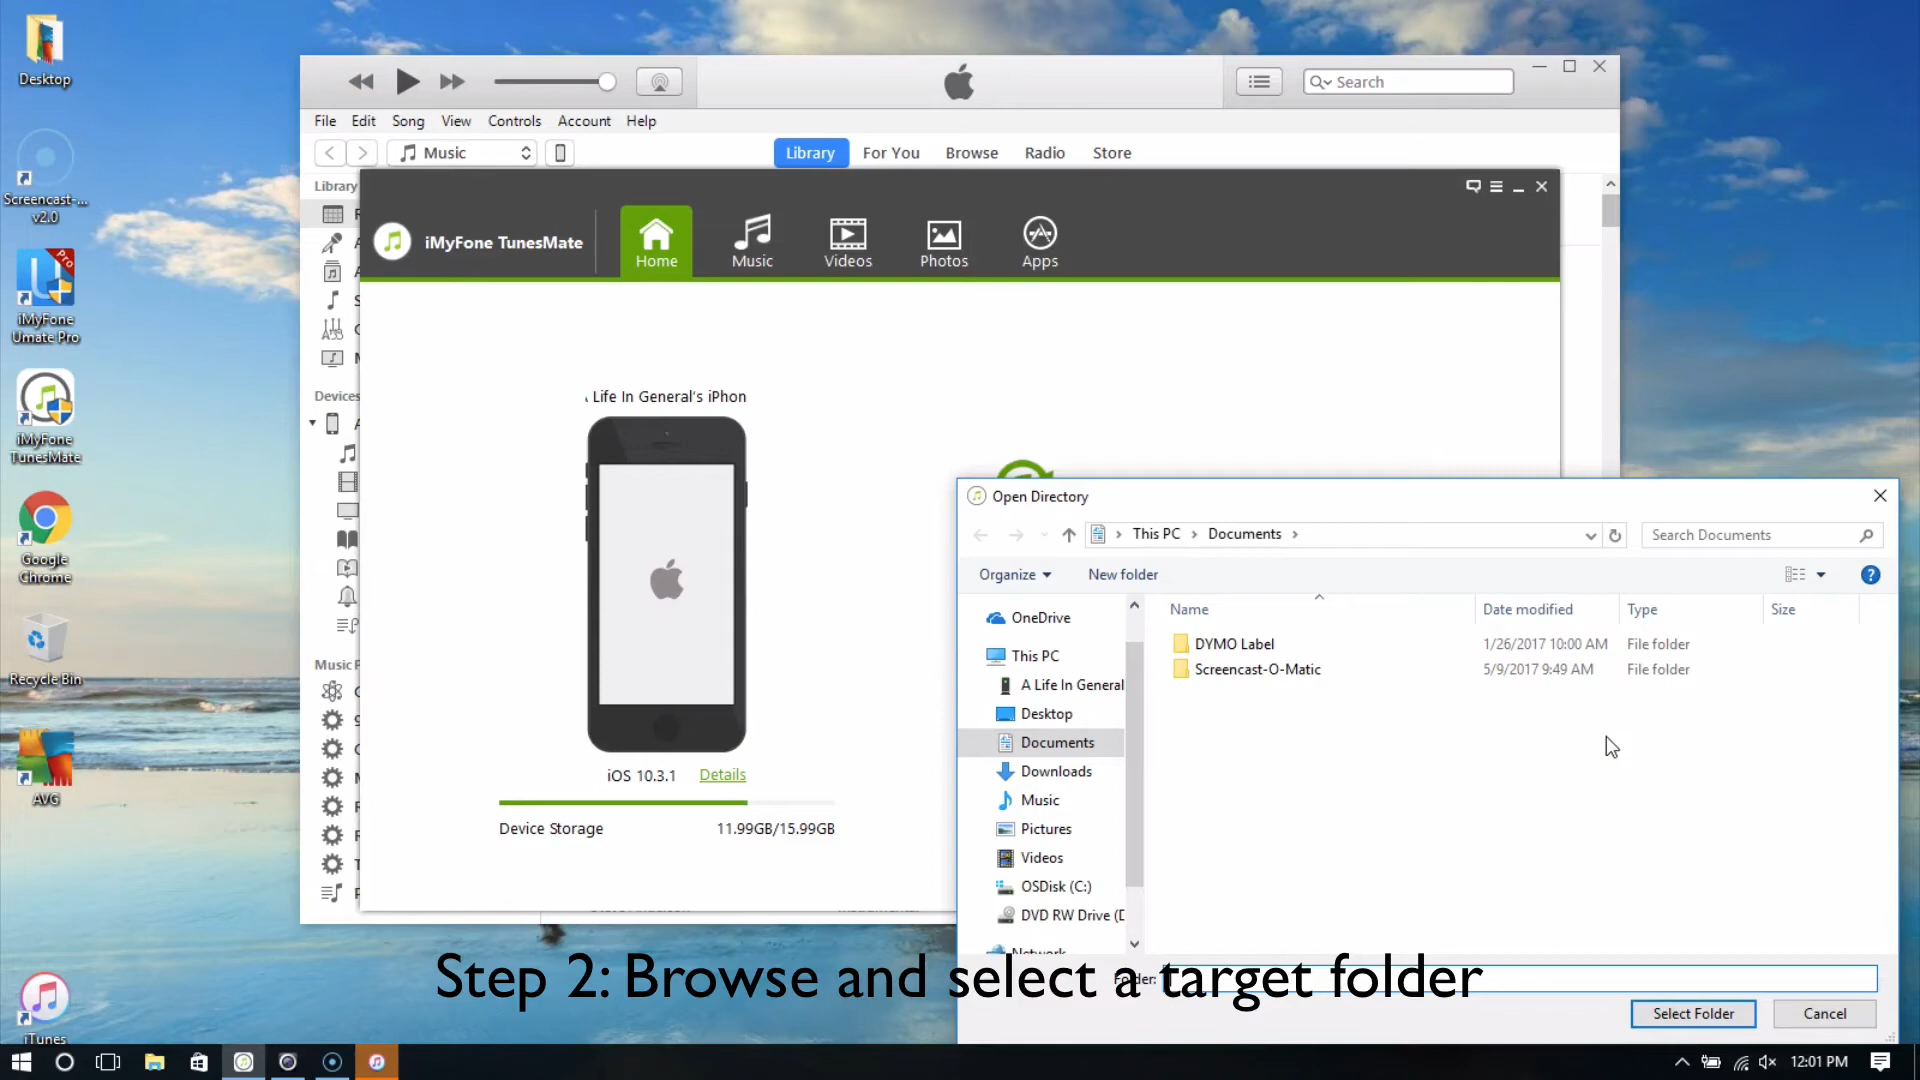 Desktop
Screencast-...
v2.0
iMyFone
Umate Pro
iMyFone
TunesMate
Google
Chrome
Recycle Bin
AVG
iTunes
Search
File Edit Song View Controls Account Help
Music
Library For You Browse Radio Store
Library
Devices
Music P
iMyFone TunesMate
Home Music Videos Photos Apps
Life In General's iPhon
iOS 10.3.1 Details
Device Storage 11.99GB/15.99GB
Open Directory
This PC > Documents >
Search Documents
Organize New folder
Name Date modified Type Size
DYMO Label 1/26/2017 10:00 AM File folder
Screencast-O-Matic 5/9/2017 9:49 AM File folder
OneDrive
This PC
A Life In General
Desktop
Documents
Downloads
Music
Pictures
Videos
OSDisk (C:)
DVD RW Drive (D
Network
Folder:
Step 2: Browse and select a target folder
Select Folder Cancel
12:01 PM